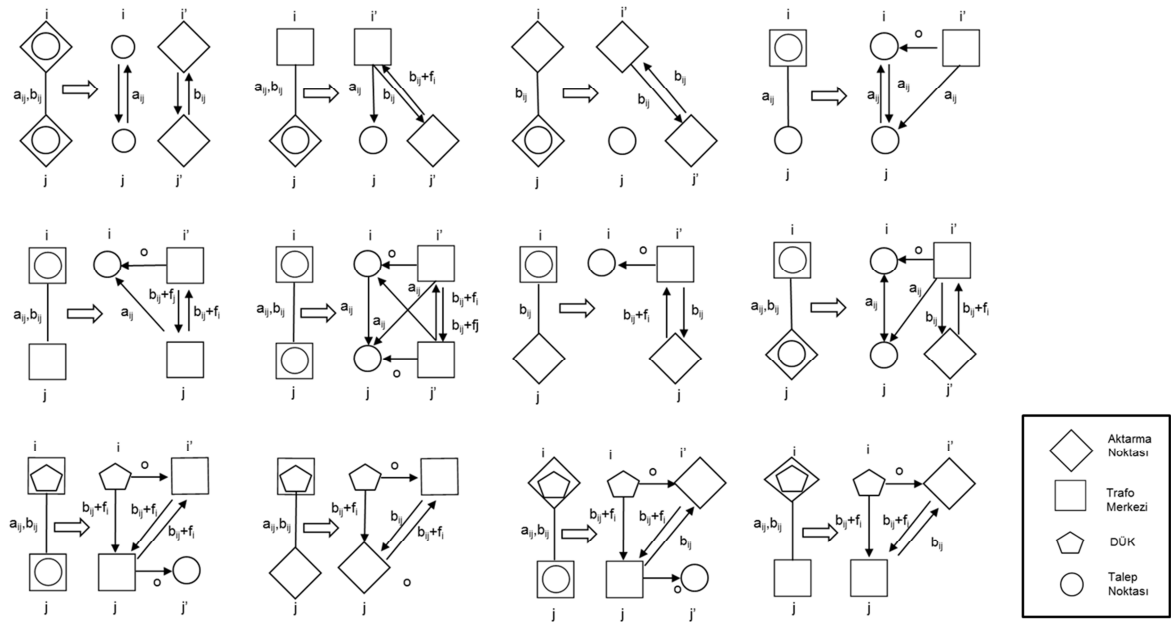 i i i'
a_ij,b_ij a_ij b_ij
j j j'
i i'
a_ij,b_ij a_ij b_ij b_ij+f_i
j j j'
i i'
b_ij b_ij b_ij
j j j'
i i i'
o
a_ij a_ij a_ij a_ij
j j
i i i'
o
a_ij,b_ij a_ij b_ij+f_j b_ij+f_i
j j
i i i'
o
a_ij,b_ij a_ij a_ij b_ij+f_i
b_ij+fj
o
j j j'
i i i'
o
b_ij b_ij+f_i b_ij
j j
i i i'
o
a_ij,b_ij a_ij a_ij b_ij b_ij+f_i
j j j'
i i i'
o
a_ij,b_ij b_ij+f_i b_ij+f_i b_ij+f_i
o
j j j'
i i i'
o
a_ij,b_ij b_ij+f_i b_ij b_ij+f_i
o
j j
i i i'
o
a_ij,b_ij b_ij+f_i b_ij+f_i b_ij+f_i
o
j j j'
i i i'
o
a_ij,b_ij b_ij+f_i b_ij+f_i b_ij
j j
Aktarma
Noktası
Trafo
Merkezi
DÜK
Talep
Noktası